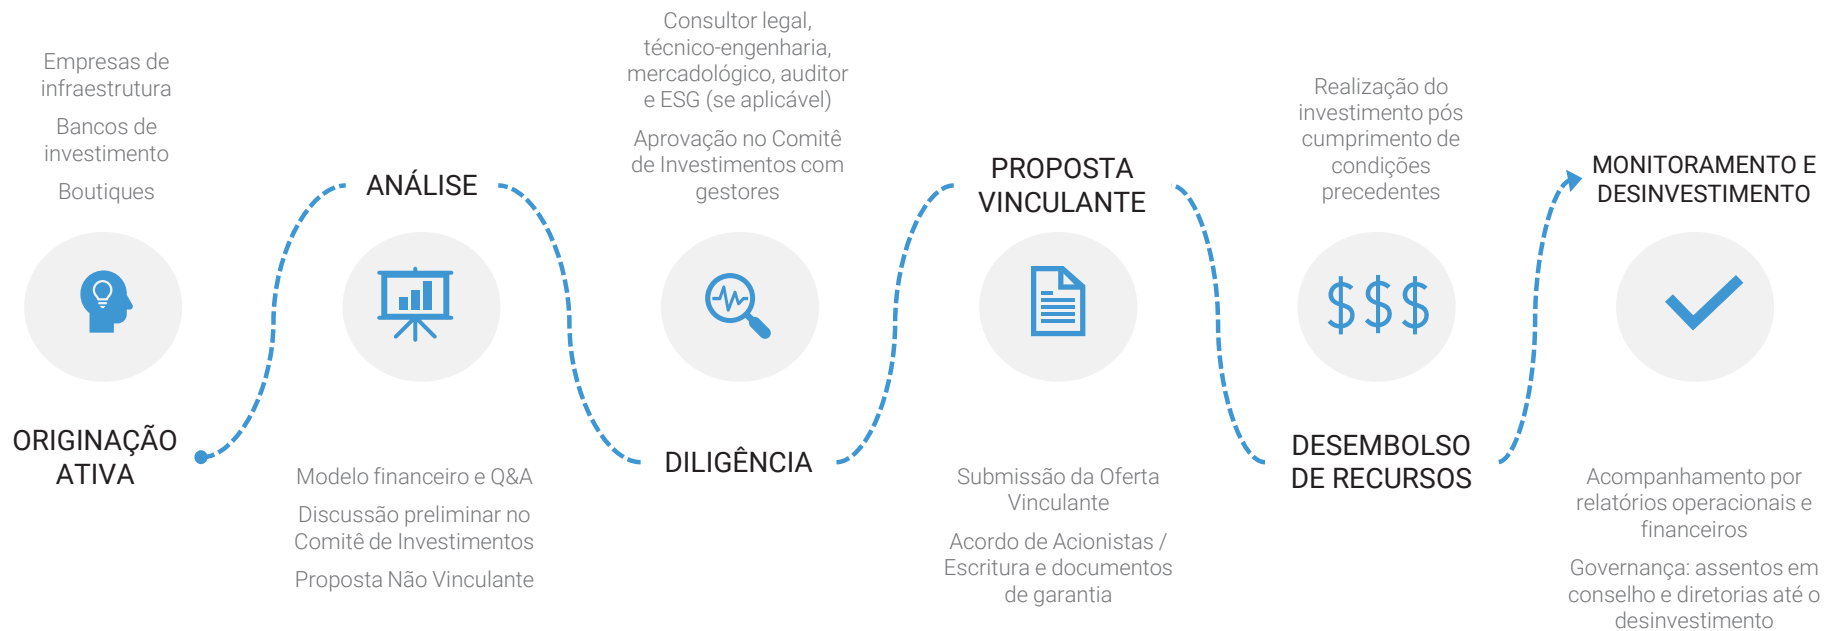 Empresas de
infraestrutura
Bancos de
investimento
Boutiques
ORIGINAÇÃO
ATIVA
ANÁLISE
Modelo financeiro e Q&A
Discussão preliminar no
Comitê de Investimentos
Proposta Não Vinculante
Consultor legal,
técnico-engenharia,
mercadológico, auditor
e ESG (se aplicável)
Aprovação no Comitê
de Investimentos com
gestores
DILIGÊNCIA
PROPOSTA
VINCULANTE
Submissão da Oferta
Vinculante
Acordo de Acionistas /
Escritura e documentos
de garantia
Realização do
investimento pós
cumprimento de
condições
precedentes
$$$
DESEMBOLSO
DE RECURSOS
MONITORAMENTO E
DESINVESTIMENTO
Acompanhamento por
relatórios operacionais e
financeiros
Governança: assentos em
conselho e diretorias até o
desinvestimento